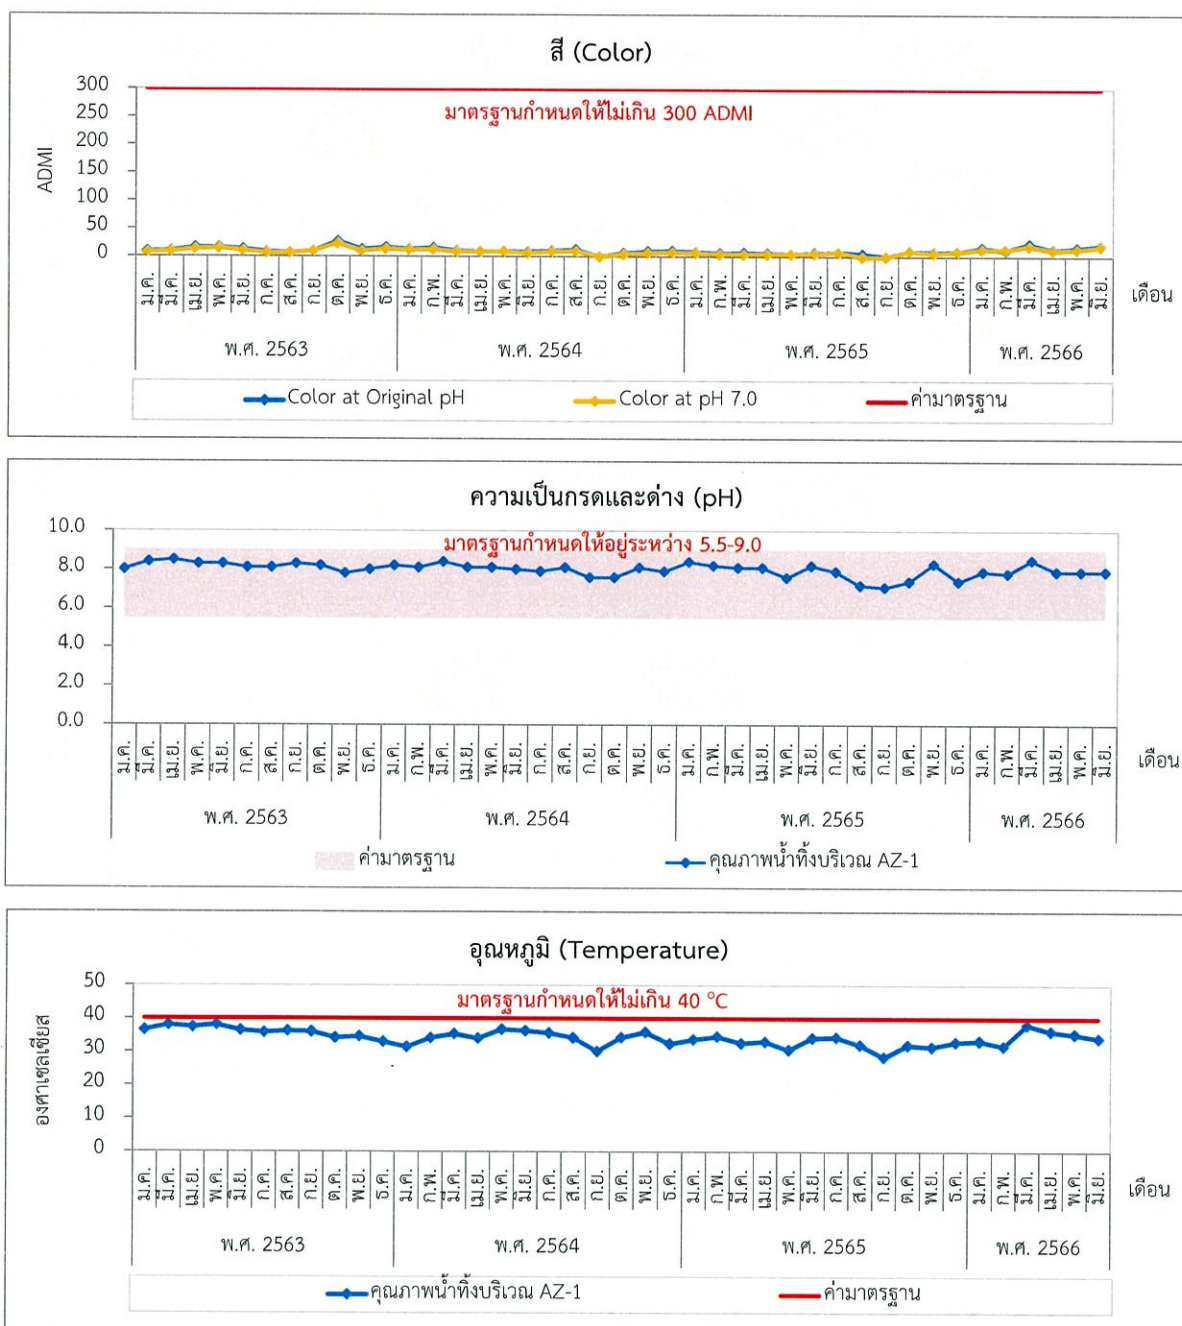 สี (Color)
300
250
200
150
100
50
0
ADMI
มาตรฐานกำหนดให้ไม่เกิน 300 ADMI
ม.ค. มี.ค. เม.ย. พ.ค. มิ.ย. ก.ค. ส.ค. ก.ย. ต.ค. พ.ย. ธ.ค. ม.ค. ก.พ. มี.ค. เม.ย. พ.ค. มิ.ย. ก.ค. ส.ค. ก.ย. ต.ค. พ.ย. ธ.ค. ม.ค. ก.พ. มี.ค. เม.ย. พ.ค. มิ.ย. ก.ค. ส.ค. ก.ย. ต.ค. พ.ย. ธ.ค. ม.ค. ก.พ. มี.ค. เม.ย. พ.ค. มิ.ย. เดือน
พ.ศ. 2563 พ.ศ. 2564 พ.ศ. 2565 พ.ศ. 2566
Color at Original pH Color at pH 7.0 ค่ามาตรฐาน
ความเป็นกรดและด่าง (pH)
10.0
8.0
6.0
4.0
2.0
0.0
มาตรฐานกำหนดให้อยู่ระหว่าง 5.5-9.0
ม.ค. มี.ค. เม.ย. พ.ค. มิ.ย. ก.ค. ส.ค. ก.ย. ต.ค. พ.ย. ธ.ค. ม.ค. ก.พ. มี.ค. เม.ย. พ.ค. มิ.ย. ก.ค. ส.ค. ก.ย. ต.ค. พ.ย. ธ.ค. ม.ค. ก.พ. มี.ค. เม.ย. พ.ค. มิ.ย. ก.ค. ส.ค. ก.ย. ต.ค. พ.ย. ธ.ค. ม.ค. ก.พ. มี.ค. เม.ย. พ.ค. มิ.ย. เดือน
พ.ศ. 2563 พ.ศ. 2564 พ.ศ. 2565 พ.ศ. 2566
ค่ามาตรฐาน คุณภาพน้ำทิ้งบริเวณ AZ-1
อุณหภูมิ (Temperature)
50
40
30
20
10
0
องศาเซลเซียส
มาตรฐานกำหนดให้ไม่เกิน 40 °C
ม.ค. มี.ค. เม.ย. พ.ค. มิ.ย. ก.ค. ส.ค. ก.ย. ต.ค. พ.ย. ธ.ค. ม.ค. ก.พ. มี.ค. เม.ย. พ.ค. มิ.ย. ก.ค. ส.ค. ก.ย. ต.ค. พ.ย. ธ.ค. ม.ค. ก.พ. มี.ค. เม.ย. พ.ค. มิ.ย. ก.ค. ส.ค. ก.ย. ต.ค. พ.ย. ธ.ค. ม.ค. ก.พ. มี.ค. เม.ย. พ.ค. มิ.ย. เดือน
พ.ศ. 2563 พ.ศ. 2564 พ.ศ. 2565 พ.ศ. 2566
คุณภาพน้ำทิ้งบริเวณ AZ-1 ค่ามาตรฐาน